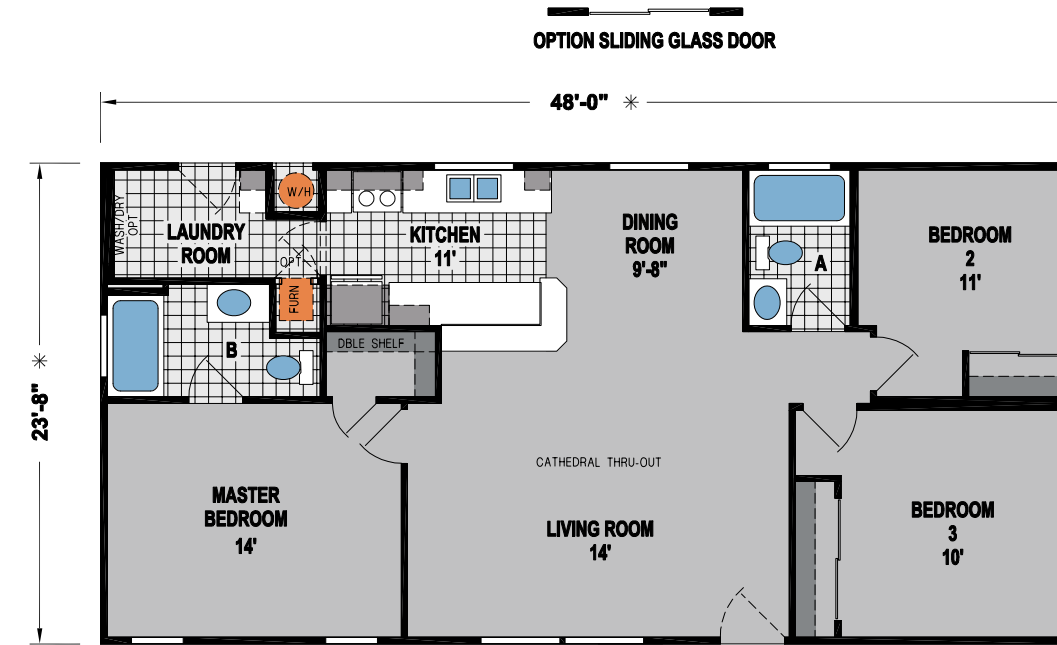 OPTION SLIDING GLASS DOOR
48'-0" ✳
23'-8" ✳
WASH/DRY
OPT
LAUNDRY
ROOM
W/H
OPT
FURN
KITCHEN
11'
DINING
ROOM
9'-8"
A
BEDROOM
2
11'
B
DBLE SHELF
CATHEDRAL THRU-OUT
MASTER
BEDROOM
14'
LIVING ROOM
14'
BEDROOM
3
10'